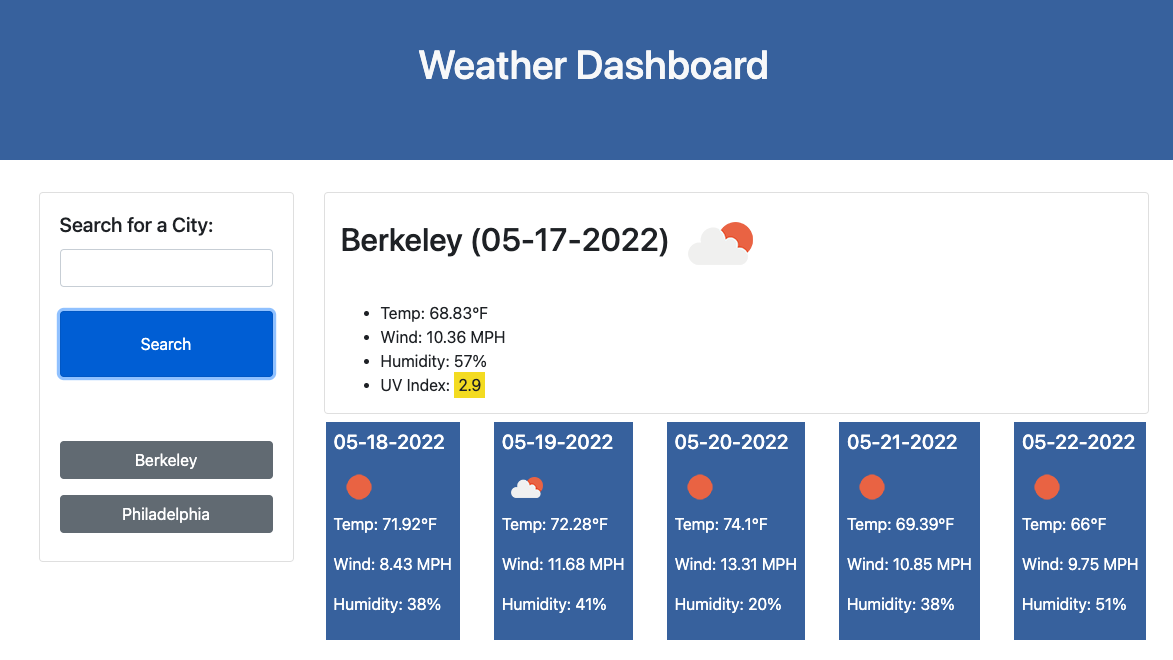 Weather Dashboard
Search for a City:
Search
Berkeley
Philadelphia
Berkeley (05-17-2022)
Temp: 68.83°F
Wind: 10.36 MPH
Humidity: 57%
UV Index: 2.9
05-18-2022
Temp: 71.92°F
Wind: 8.43 MPH
Humidity: 38%
05-19-2022
Temp: 72.28°F
Wind: 11.68 MPH
Humidity: 41%
05-20-2022
Temp: 74.1°F
Wind: 13.31 MPH
Humidity: 20%
05-21-2022
Temp: 69.39°F
Wind: 10.85 MPH
Humidity: 38%
05-22-2022
Temp: 66°F
Wind: 9.75 MPH
Humidity: 51%